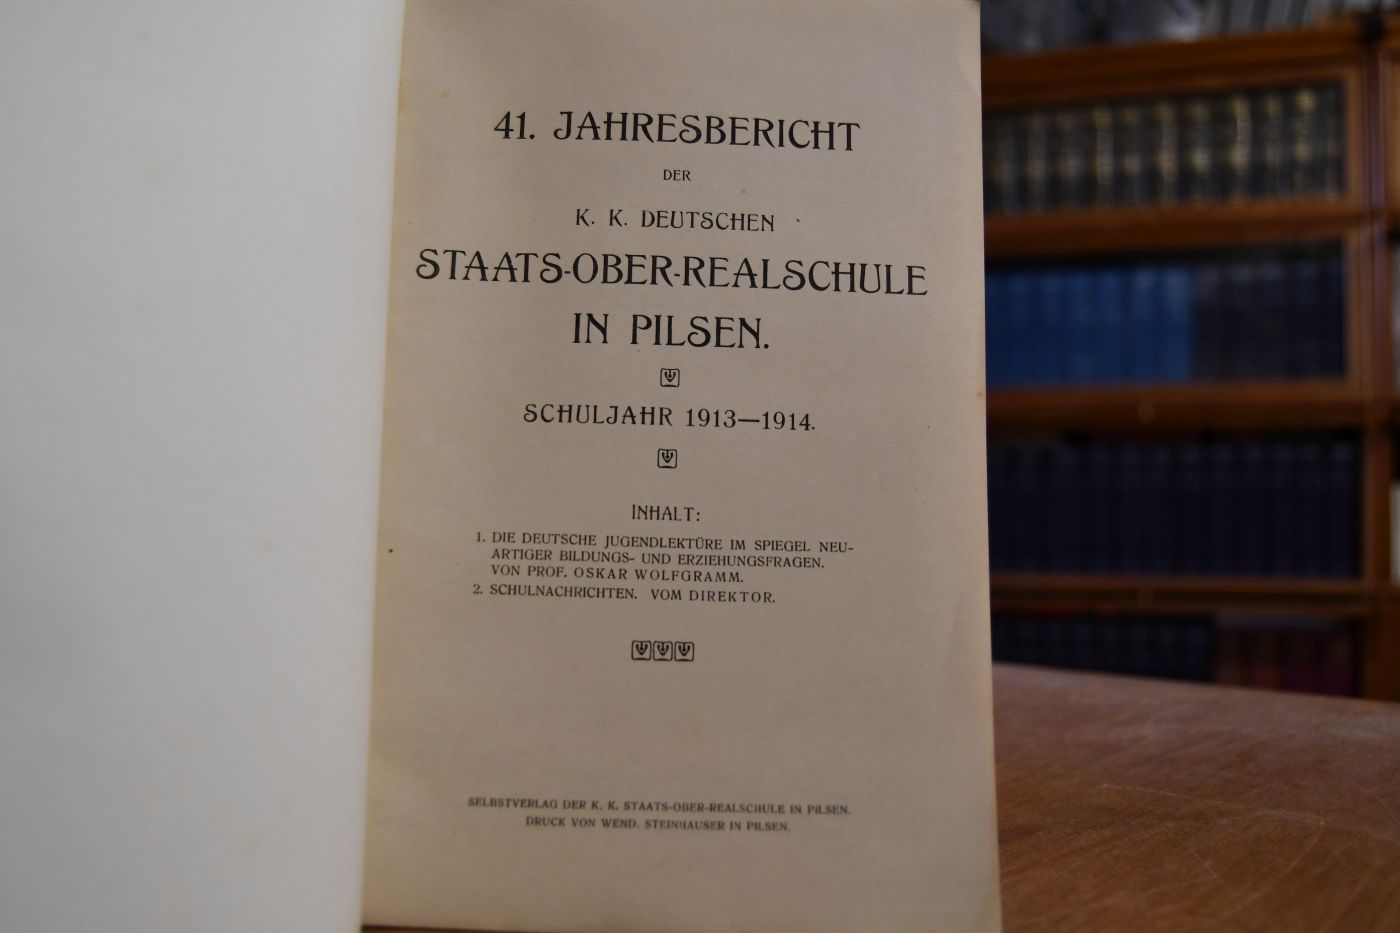 41. JAHRESBERICHT
DER
K. K. DEUTSCHEN
STAATS-OBER-REALSCHULE
IN PILSEN.
SCHULJAHR 1913—1914.
INHALT:
1. DIE DEUTSCHE JUGENDLEKTÜRE IM SPIEGEL NEU-
ARTIGER BILDUNGS- UND ERZIEHUNGSFRAGEN.
VON PROF. OSKAR WOLFGRAMM.
2. SCHULNACHRICHTEN. VOM DIREKTOR.
SELBSTVERLAG DER K. K. STAATS-OBER-REALSCHULE IN PILSEN.
DRUCK VON WEND. STEINHAUSER IN PILSEN.